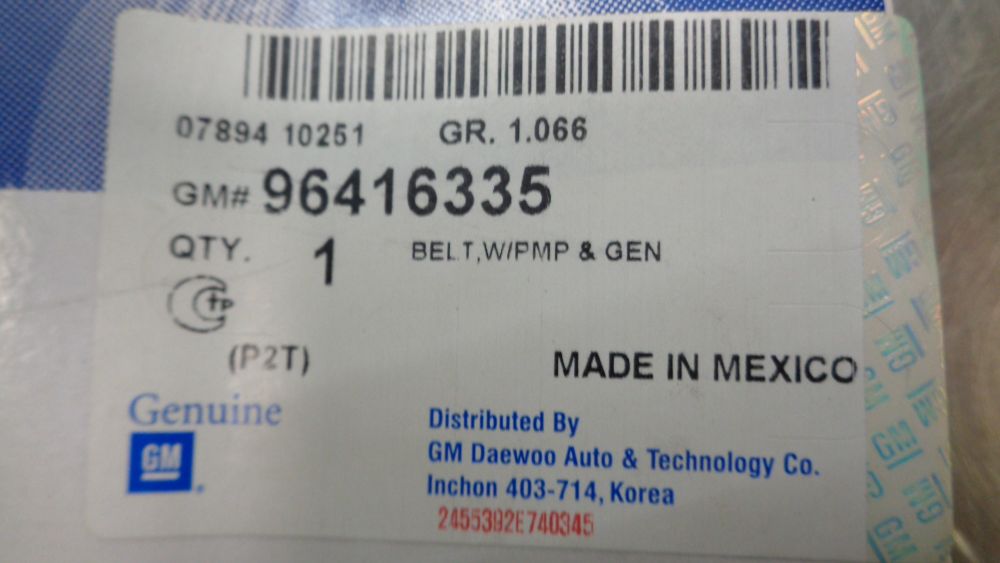 07894 10251 GR. 1.066
GM# 96416335
QTY. 1 BELT,W/PMP & GEN
(P2T)
MADE IN MEXICO
Genuine
GM
Distributed By
GM Daewoo Auto & Technology Co.
Inchon 403-714, Korea
2455392E740345